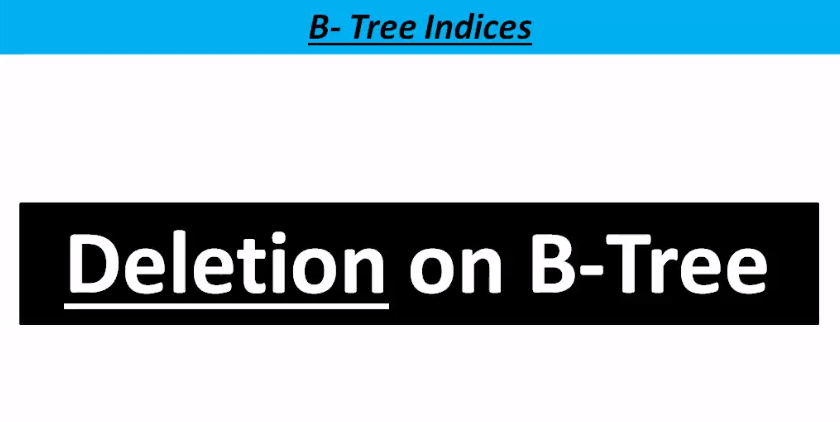 B- Tree Indices
Deletion on B-Tree